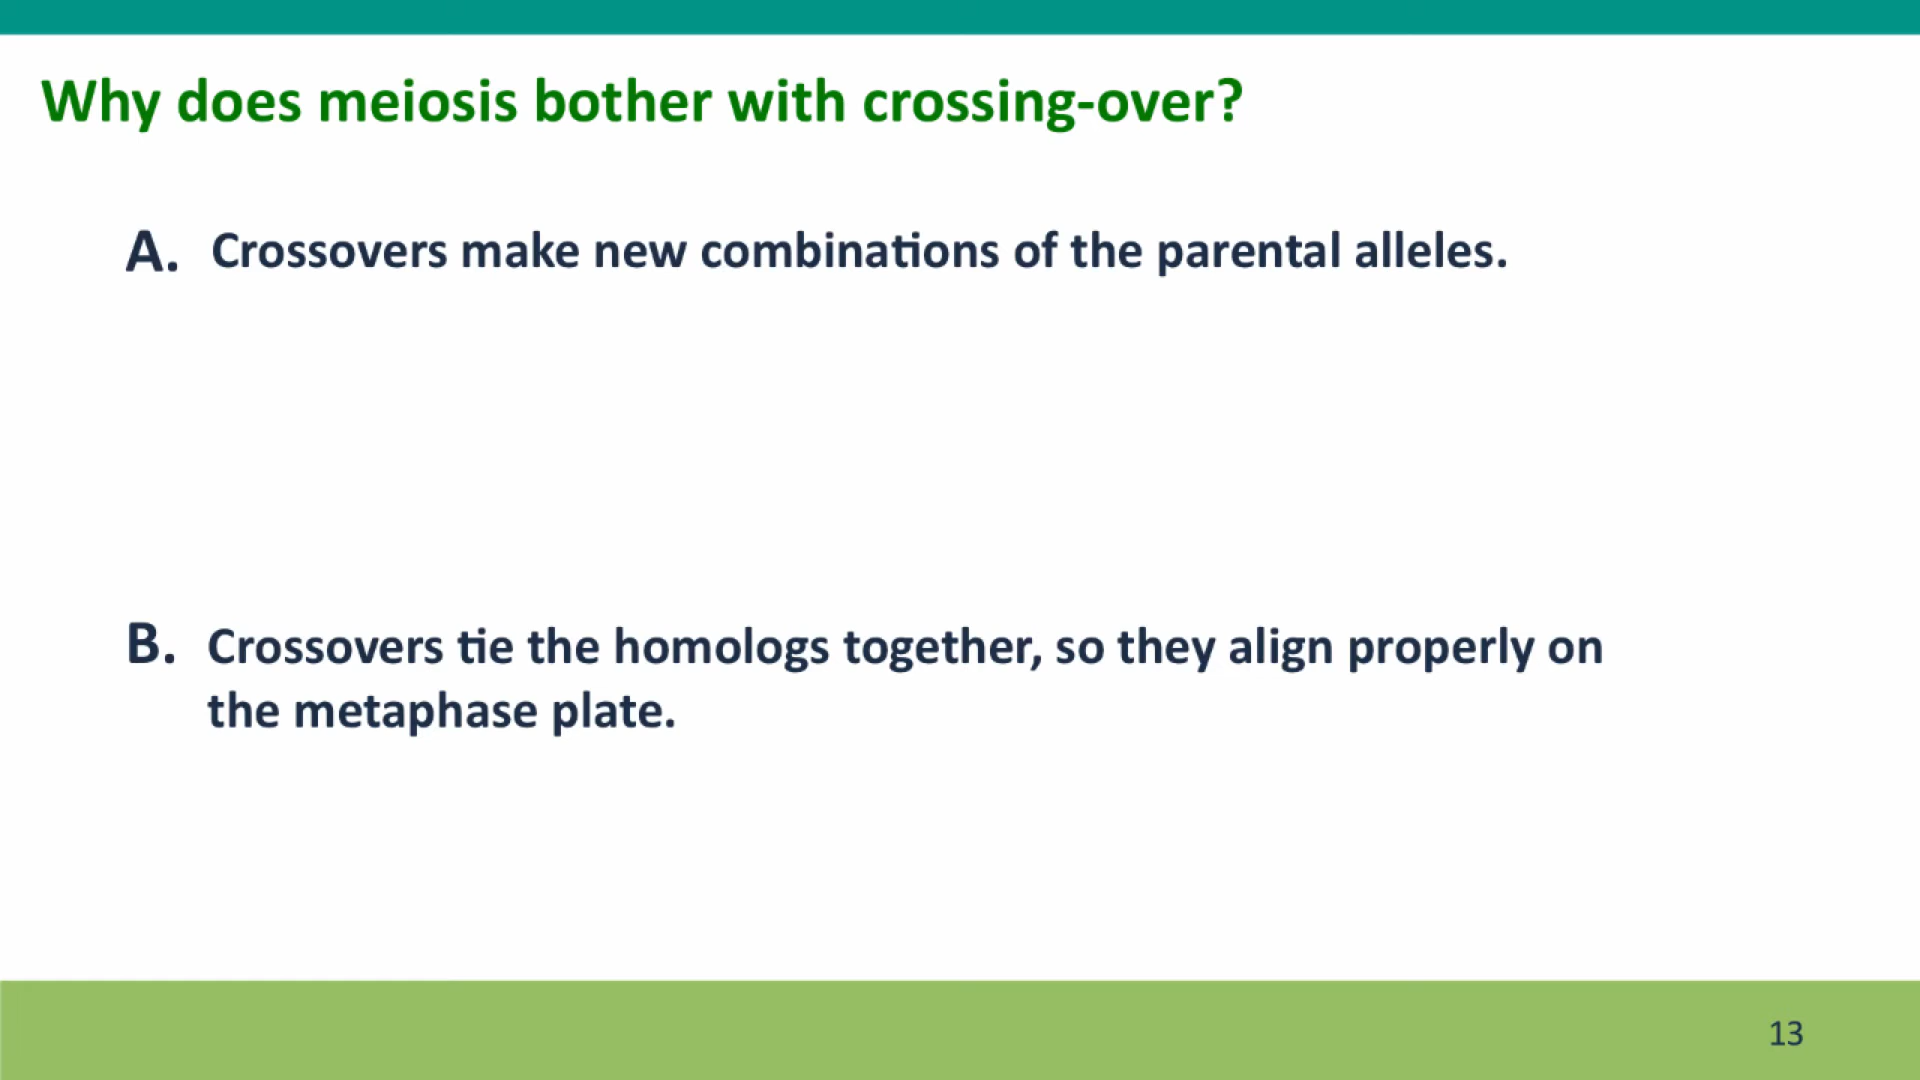 Why does meiosis bother with crossing-over?
A. Crossovers make new combinations of the parental alleles.
B. Crossovers tie the homologs together, so they align properly on
the metaphase plate.
13